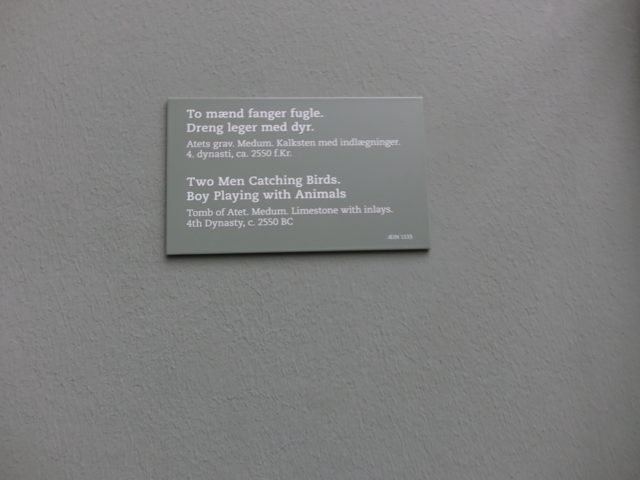 To mænd fanger fugle.
Dreng leger med dyr.
Atets grav. Medum. Kalksten med indlægninger.
4. dynasti, ca. 2550 f.Kr.
Two Men Catching Birds.
Boy Playing with Animals
Tomb of Atet. Medum. Limestone with inlays.
4th Dynasty, c. 2550 BC
ÆIN 1133